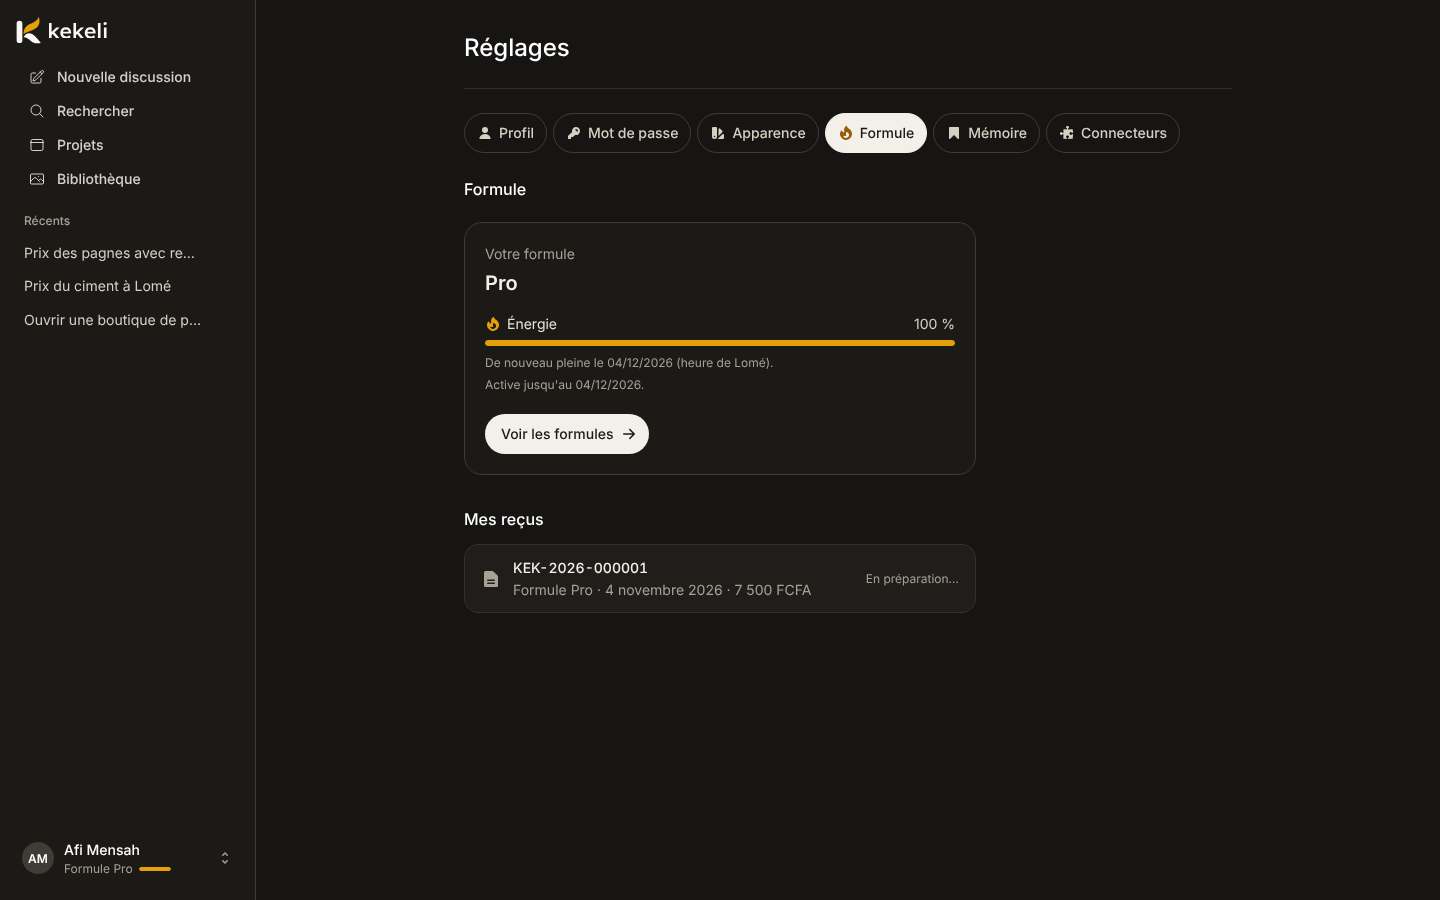 kekeli
Nouvelle discussion
Rechercher
Projets
Bibliothèque
Récents
Prix des pagnes avec re...
Prix du ciment à Lomé
Ouvrir une boutique de p...
AM
Afi Mensah
Formule Pro
Réglages
Profil
Mot de passe
Apparence
Formule
Mémoire
Connecteurs
Formule
Votre formule
Pro
Énergie
100 %
De nouveau pleine le 04/12/2026 (heure de Lomé).
Active jusqu'au 04/12/2026.
Voir les formules
Mes reçus
KEK-2026-000001
Formule Pro · 4 novembre 2026 · 7 500 FCFA
En préparation...